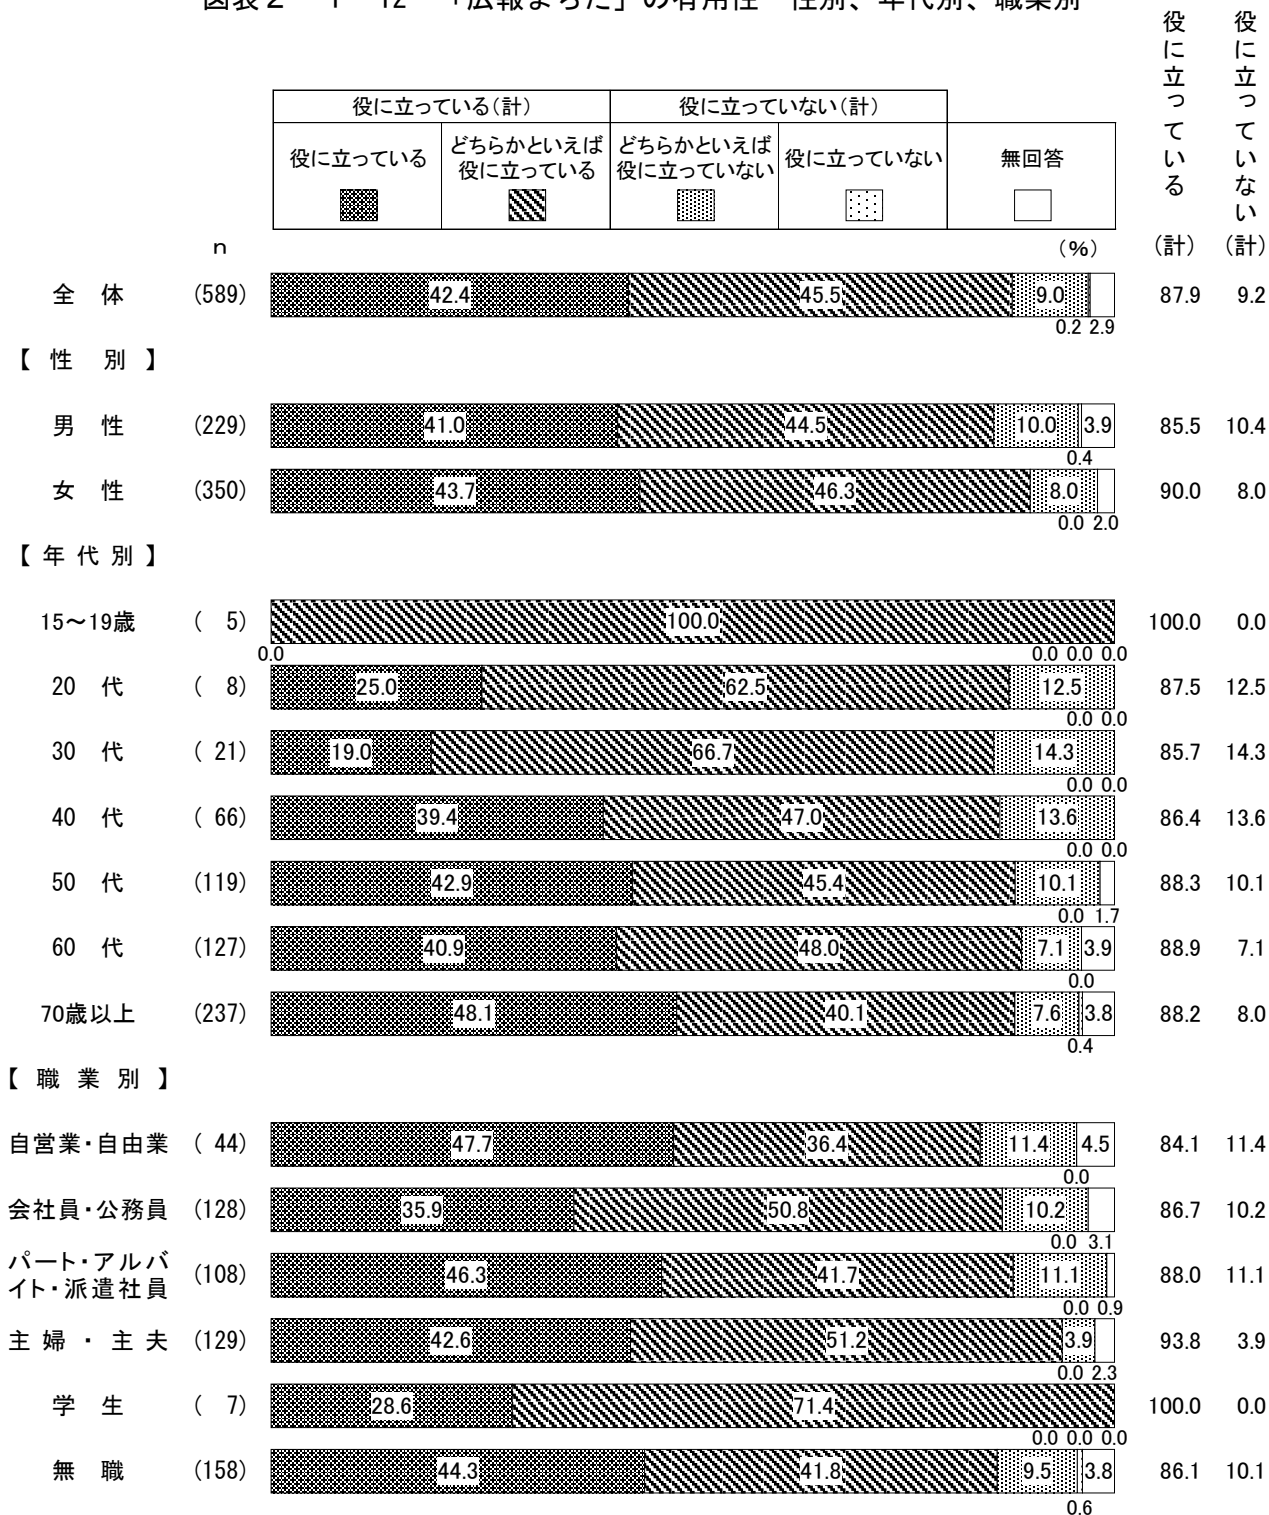 図表2－1－12 「広報まちだ」の有用性－性別、年代別、職業別
役に立っている(計)
役に立っていない(計)
役に立っている(計) 役に立っていない(計)
役に立っている
どちらかといえば
役に立っている
どちらかといえば
役に立っていない
役に立っていない
無回答
n
(%)
全 体 (589) 42.4 45.5 9.0 87.9 9.2
0.2 2.9
【 性 別 】
男 性 (229) 41.0 44.5 10.0 3.9 85.5 10.4
0.4
女 性 (350) 43.7 46.3 8.0 90.0 8.0
0.0 2.0
【 年 代 別 】
15～19歳 ( 5) 100.0 100.0 0.0
0.0 0.0 0.0 0.0
20 代 ( 8) 25.0 62.5 12.5 87.5 12.5
0.0 0.0
30 代 ( 21) 19.0 66.7 14.3 85.7 14.3
0.0 0.0
40 代 ( 66) 39.4 47.0 13.6 86.4 13.6
0.0 0.0
50 代 (119) 42.9 45.4 10.1 88.3 10.1
0.0 1.7
60 代 (127) 40.9 48.0 7.1 3.9 88.9 7.1
0.0
70歳以上 (237) 48.1 40.1 7.6 3.8 88.2 8.0
0.4
【 職 業 別 】
自営業・自由業 ( 44) 47.7 36.4 11.4 4.5 84.1 11.4
0.0
会社員・公務員 (128) 35.9 50.8 10.2 86.7 10.2
0.0 3.1
パート・アルバ
イト・派遣社員 (108) 46.3 41.7 11.1 88.0 11.1
0.0 0.9
主 婦 ・ 主 夫 (129) 42.6 51.2 3.9 93.8 3.9
0.0 2.3
学 生 ( 7) 28.6 71.4 100.0 0.0
0.0 0.0 0.0
無 職 (158) 44.3 41.8 9.5 3.8 86.1 10.1
0.6